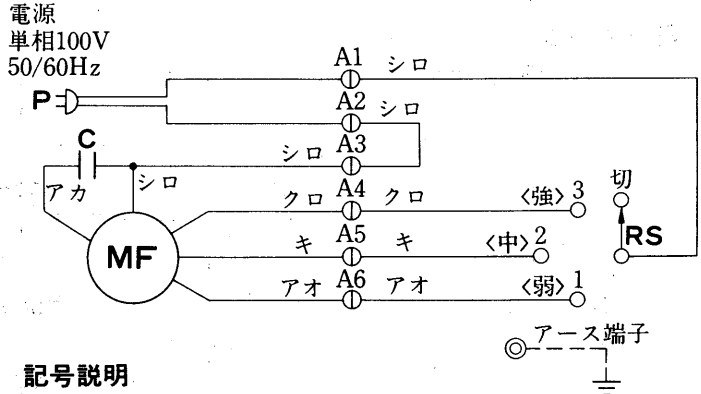 電源
単相100V
50/60Hz
P
A1 シロ
A2 シロ
C
シロ A3
アカ
シロ
クロ A4 クロ 〈強〉3
切
MF
キ A5 キ 〈中〉2
RS
アオ A6 アオ 〈弱〉1
アース端子
記号説明